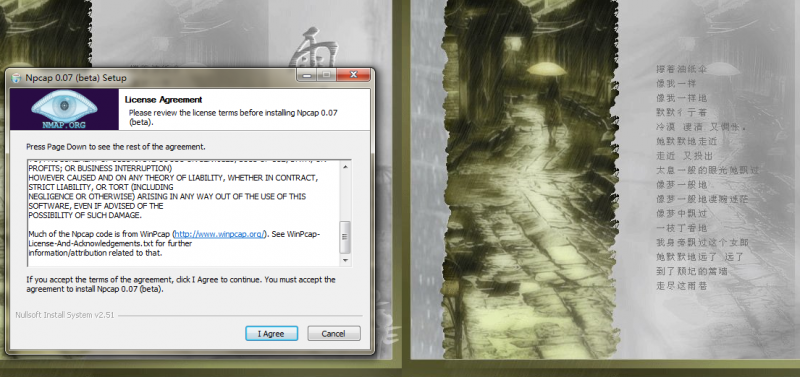 雨
Npcap 0.07 (beta) Setup
NMAP.ORG
License Agreement
Please review the license terms before installing Npcap 0.07
(beta).
Press Page Down to see the rest of the agreement.
PROFITS; OR BUSINESS INTERRUPTION)
HOWEVER CAUSED AND ON ANY THEORY OF LIABILITY, WHETHER IN CONTRACT,
STRICT LIABILITY, OR TORT (INCLUDING
NEGLIGENCE OR OTHERWISE) ARISING IN ANY WAY OUT OF THE USE OF THIS
SOFTWARE, EVEN IF ADVISED OF THE
POSSIBILITY OF SUCH DAMAGE.
Much of the Npcap code is from WinPcap (http://www.winpcap.org/). See WinPcap-
License-And-Acknowledgements.txt for further
information/attribution related to that.
If you accept the terms of the agreement, click I Agree to continue. You must accept the
agreement to install Npcap 0.07 (beta).
Nullsoft Install System v2.51
I Agree
Cancel
撑着油纸伞
像我一样
像我一样地
默默彳亍着
冷漠 凄清 又惆怅。
她默默地走近
走近 又投出
太息一般的眼光她飘过
像梦一般地
像梦一般地凄婉迷茫
像梦中飘过
一枝丁香地
我身旁飘过这个女郎
她默默地远了 远了
到了颓圮的篱墙
走尽这雨巷